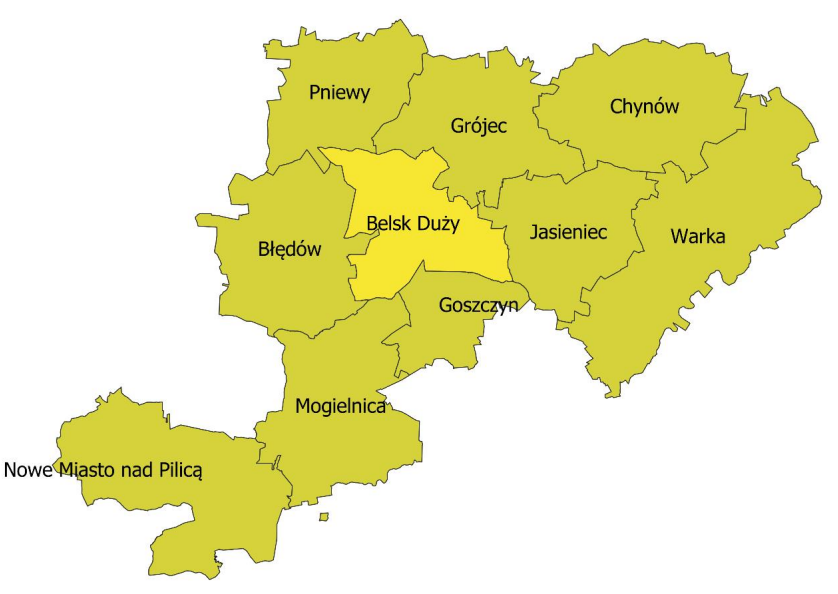 Pniewy
Chynów
Grójec
Belsk Duży
Jasieniec
Warka
Błędów
Goszczyn
Mogielnica
Nowe Miasto nad Pilicą